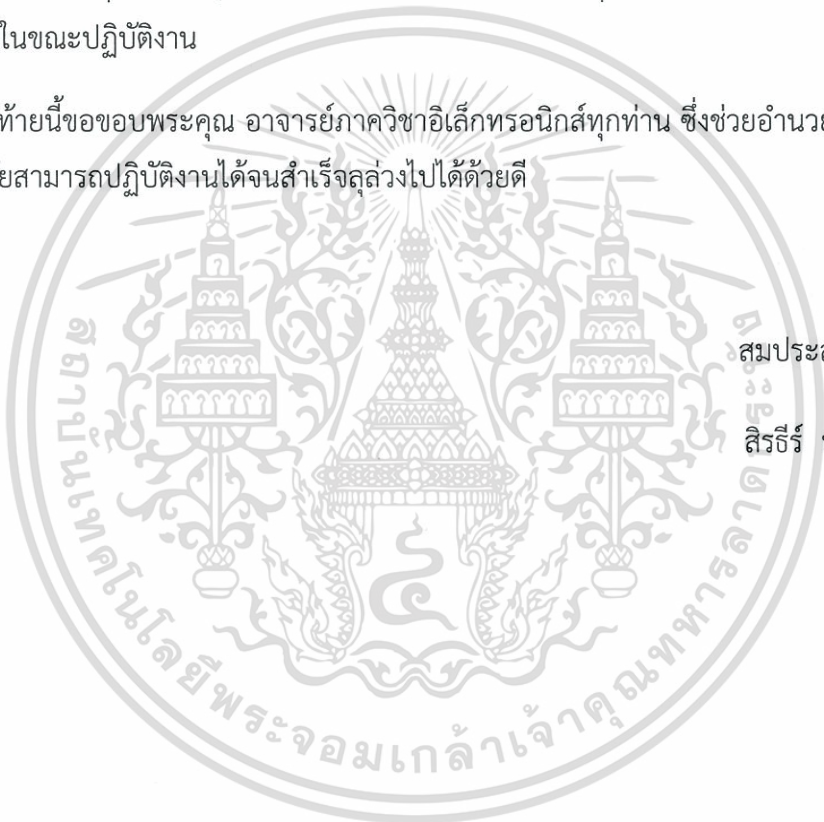 ในขณะปฏิบัติงาน
ท้ายนี้ขอขอบพระคุณ อาจารย์ภาควิชาอิเล็กทรอนิกส์ทุกท่าน ซึ่งช่วยอำนวย
สามารถปฏิบัติงานได้จนสำเร็จลุล่วงไปได้ด้วยดี
สิรธีร์
สถาบันเทคโนโลยีพระจอมเกล้าเจ้าคุณทหารลาดกระบัง